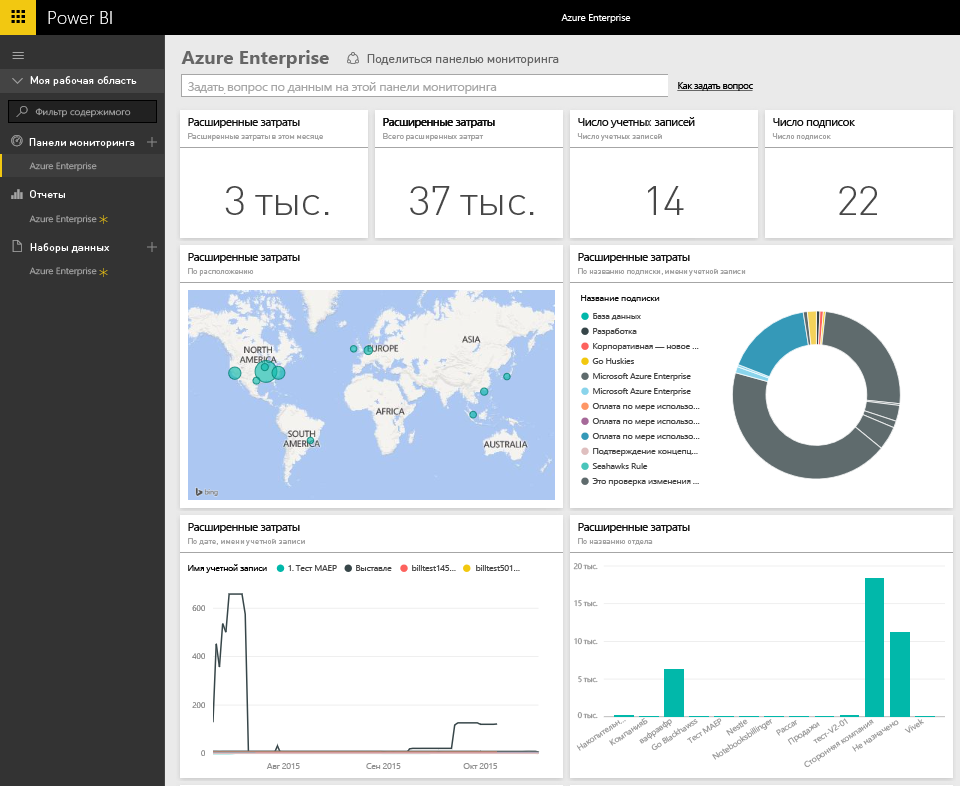 Power BI
Azure Enterprise
Моя рабочая область
Фильтр содержимого
Панели мониторинга
Azure Enterprise
Отчеты
Azure Enterprise
Наборы данных
Azure Enterprise
Azure Enterprise
Поделиться панелью мониторинга
Задать вопрос по данным на этой панели мониторинга
Как задать вопрос
Расширенные затраты
Расширенные затраты в этом месяце
3 тыс.
Расширенные затраты
Всего расширенных затрат
37 тыс.
Число учетных записей
Число учетных записей
14
Число подписок
Число подписок
22
Расширенные затраты
По расположению
NORTH
AMERICA
EUROPE
ASIA
AFRICA
SOUTH
AMERICA
AUSTRALIA
bing
Расширенные затраты
По названию подписки, имени учетной записи
Название подписки
База данных
Разработка
Корпоративная — новое ...
Go Huskies
Microsoft Azure Enterprise
Microsoft Azure Enterprise
Оплата по мере использо...
Оплата по мере использо...
Оплата по мере использо...
Подтверждение концепц...
Seahawks Rule
Это проверка изменения ...
Расширенные затраты
По дате, имени учетной записи
Имя учетной записи
1. Тест MAEP
Выставле
billtest145...
billtest501...
600
400
200
0
Авг 2015
Сен 2015
Окт 2015
Расширенные затраты
По названию отдела
20 тыс.
15 тыс.
10 тыс.
5 тыс.
0 тыс.
Накопительн...
КомпанияБ
вафравфр
Go Blackhawss
Тест MAEP
Nestle
Notebooksbillinger
Paccar
Продажи
тест-V2-01
Сторонняя компания
Не назначено
Vivek